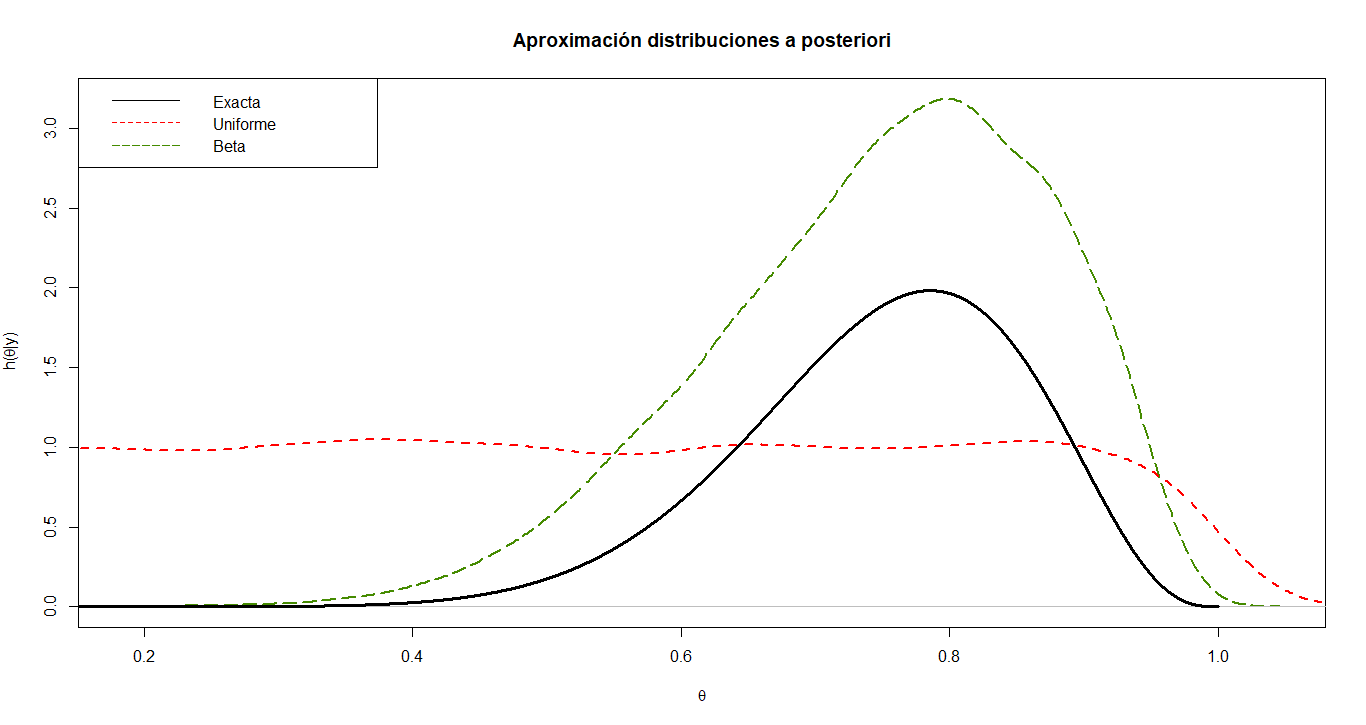 Aproximación distribuciones a posteriori
Exacta
Uniforme
Beta
h(θ|y)
3.0
2.5
2.0
1.5
1.0
0.5
0.0
0.2
0.4
0.6
0.8
1.0
θ